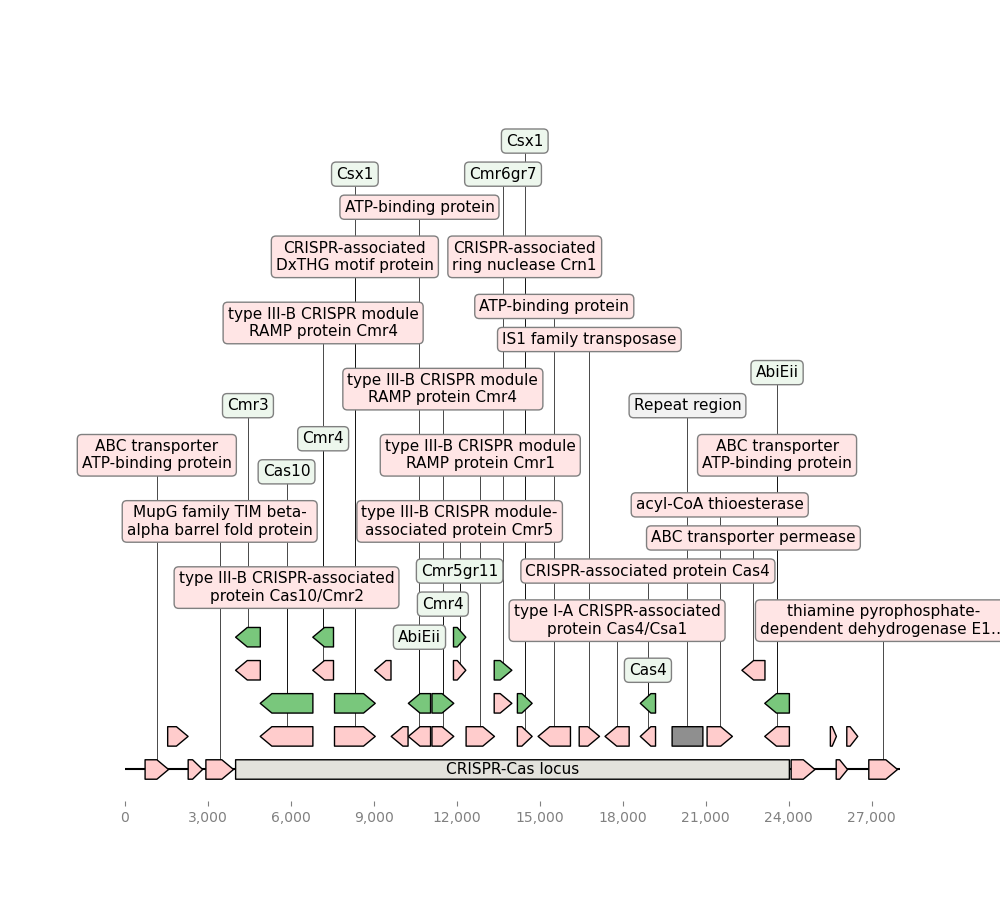 Csx1
Csx1
Cmr6gr7
ATP-binding protein
CRISPR-associated
DxTHG motif protein
CRISPR-associated
ring nuclease Crn1
ATP-binding protein
type III-B CRISPR module
RAMP protein Cmr4
IS1 family transposase
AbiEii
type III-B CRISPR module
RAMP protein Cmr4
Cmr3
Repeat region
Cmr4
ABC transporter
ATP-binding protein
type III-B CRISPR module
RAMP protein Cmr1
ABC transporter
ATP-binding protein
Cas10
acyl-CoA thioesterase
MupG family TIM beta-
alpha barrel fold protein
type III-B CRISPR module-
associated protein Cmr5
ABC transporter permease
Cmr5gr11
CRISPR-associated protein Cas4
type III-B CRISPR-associated
protein Cas10/Cmr2
Cmr4
type I-A CRISPR-associated
protein Cas4/Csa1
thiamine pyrophosphate-
dependent dehydrogenase E1...
AbiEii
Cas4
CRISPR-Cas locus
0 3,000 6,000 9,000 12,000 15,000 18,000 21,000 24,000 27,000